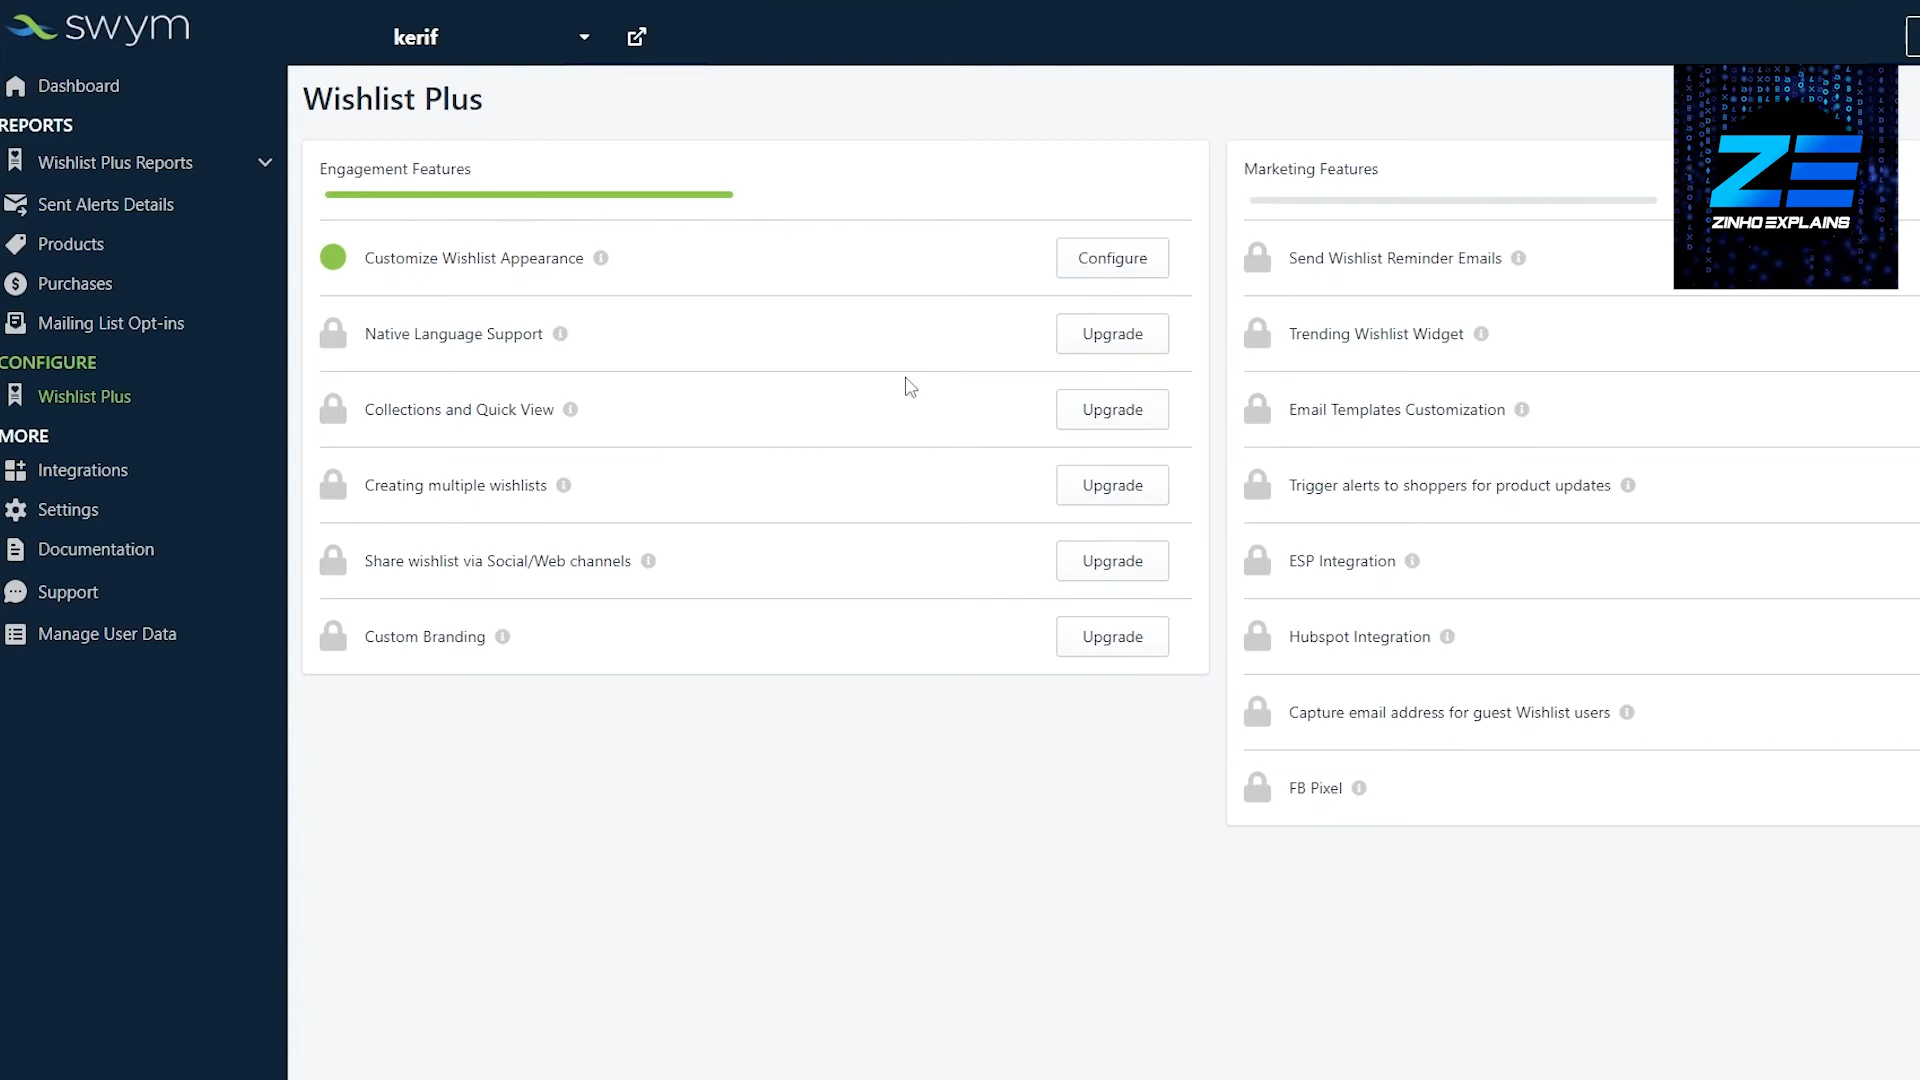 swym
kerif
Dashboard
REPORTS
Wishlist Plus Reports
Sent Alerts Details
Products
Purchases
Mailing List Opt-ins
CONFIGURE
Wishlist Plus
MORE
Integrations
Settings
Documentation
Support
Manage User Data
Wishlist Plus
Engagement Features
Customize Wishlist Appearance
Configure
Native Language Support
Upgrade
Collections and Quick View
Upgrade
Creating multiple wishlists
Upgrade
Share wishlist via Social/Web channels
Upgrade
Custom Branding
Upgrade
Marketing Features
Send Wishlist Reminder Emails
Trending Wishlist Widget
Email Templates Customization
Trigger alerts to shoppers for product updates
ESP Integration
Hubspot Integration
Capture email address for guest Wishlist users
FB Pixel
ZE
ZINHO EXPLAINS